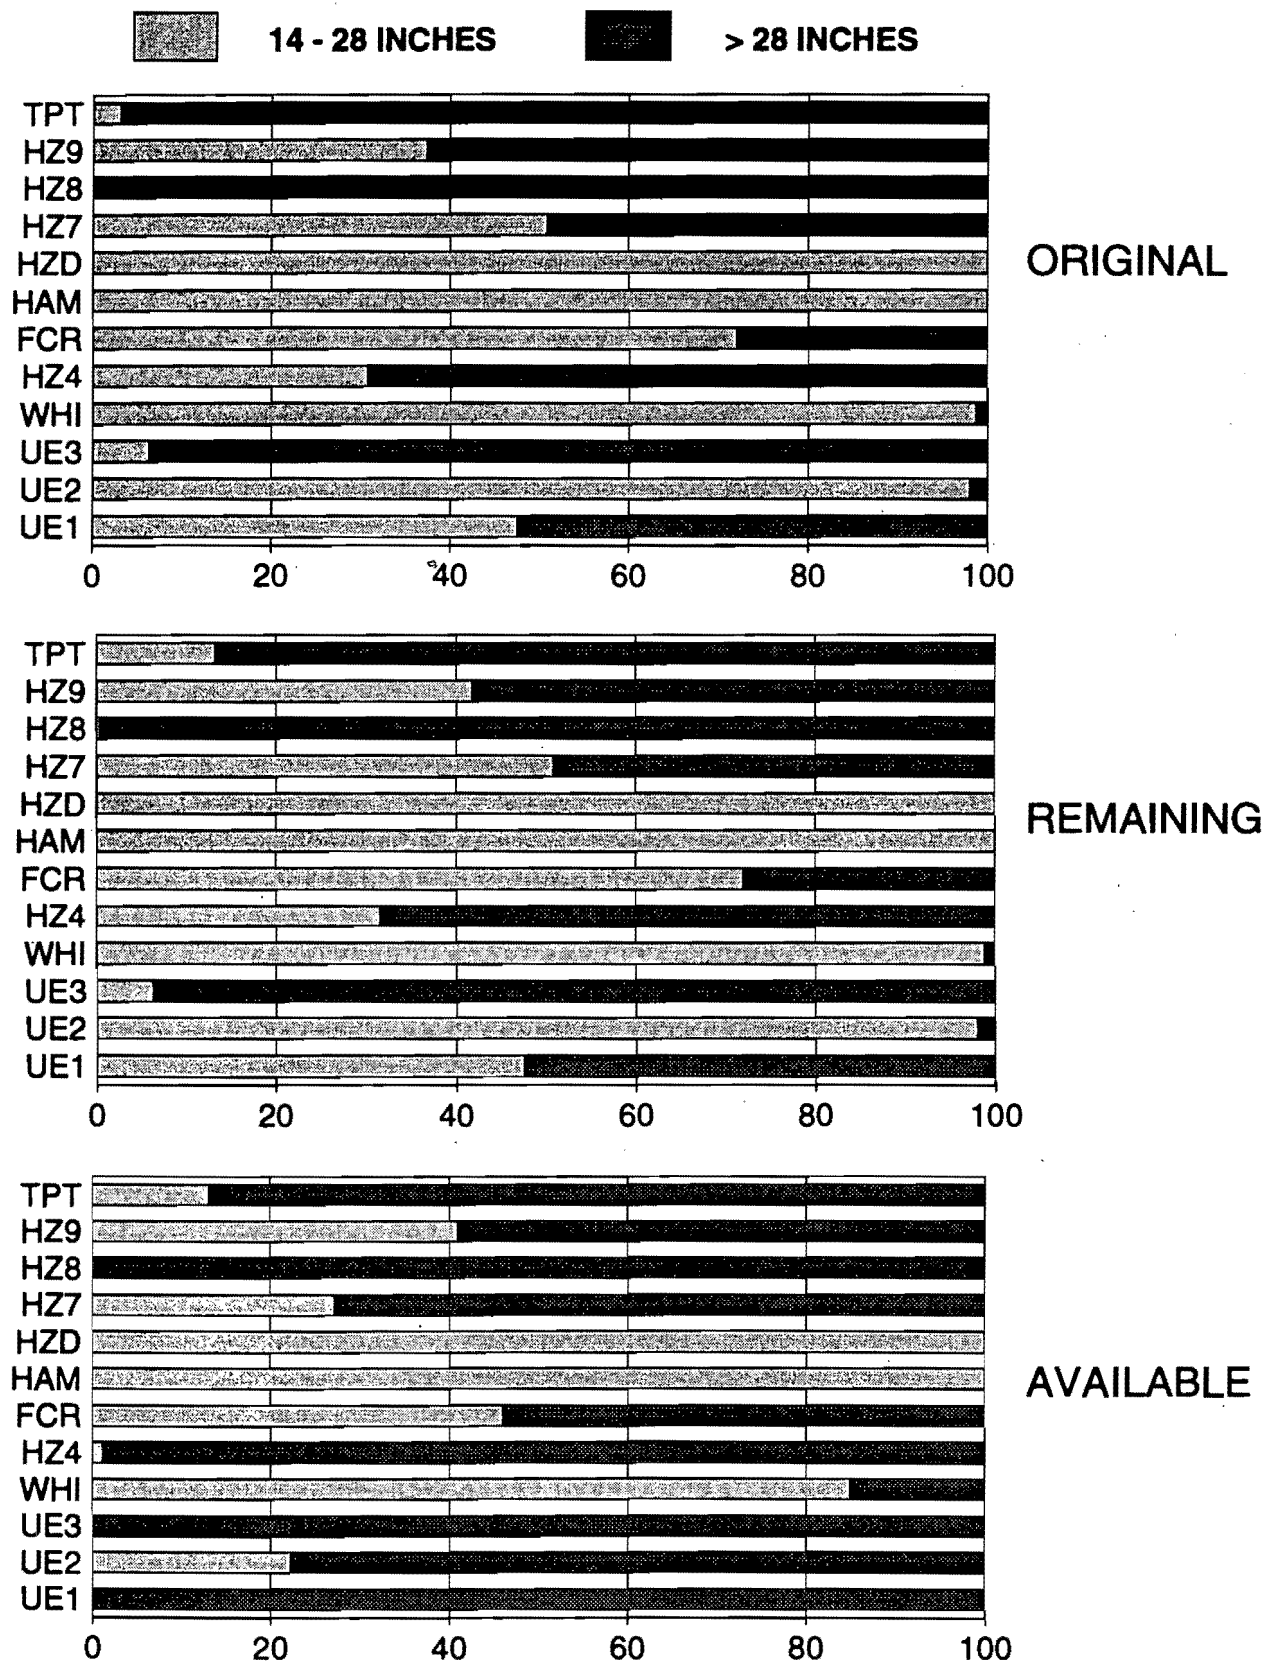 14 - 28 INCHES > 28 INCHES
TPT
HZ9
HZ8
HZ7
HZD
HAM
FCR
HZ4
WHI
UE3
UE2
UE1
0 20 40 60 80 100
ORIGINAL
TPT
HZ9
HZ8
HZ7
HZD
HAM
FCR
HZ4
WHI
UE3
UE2
UE1
0 20 40 60 80 100
REMAINING
TPT
HZ9
HZ8
HZ7
HZD
HAM
FCR
HZ4
WHI
UE3
UE2
UE1
0 20 40 60 80 100
AVAILABLE